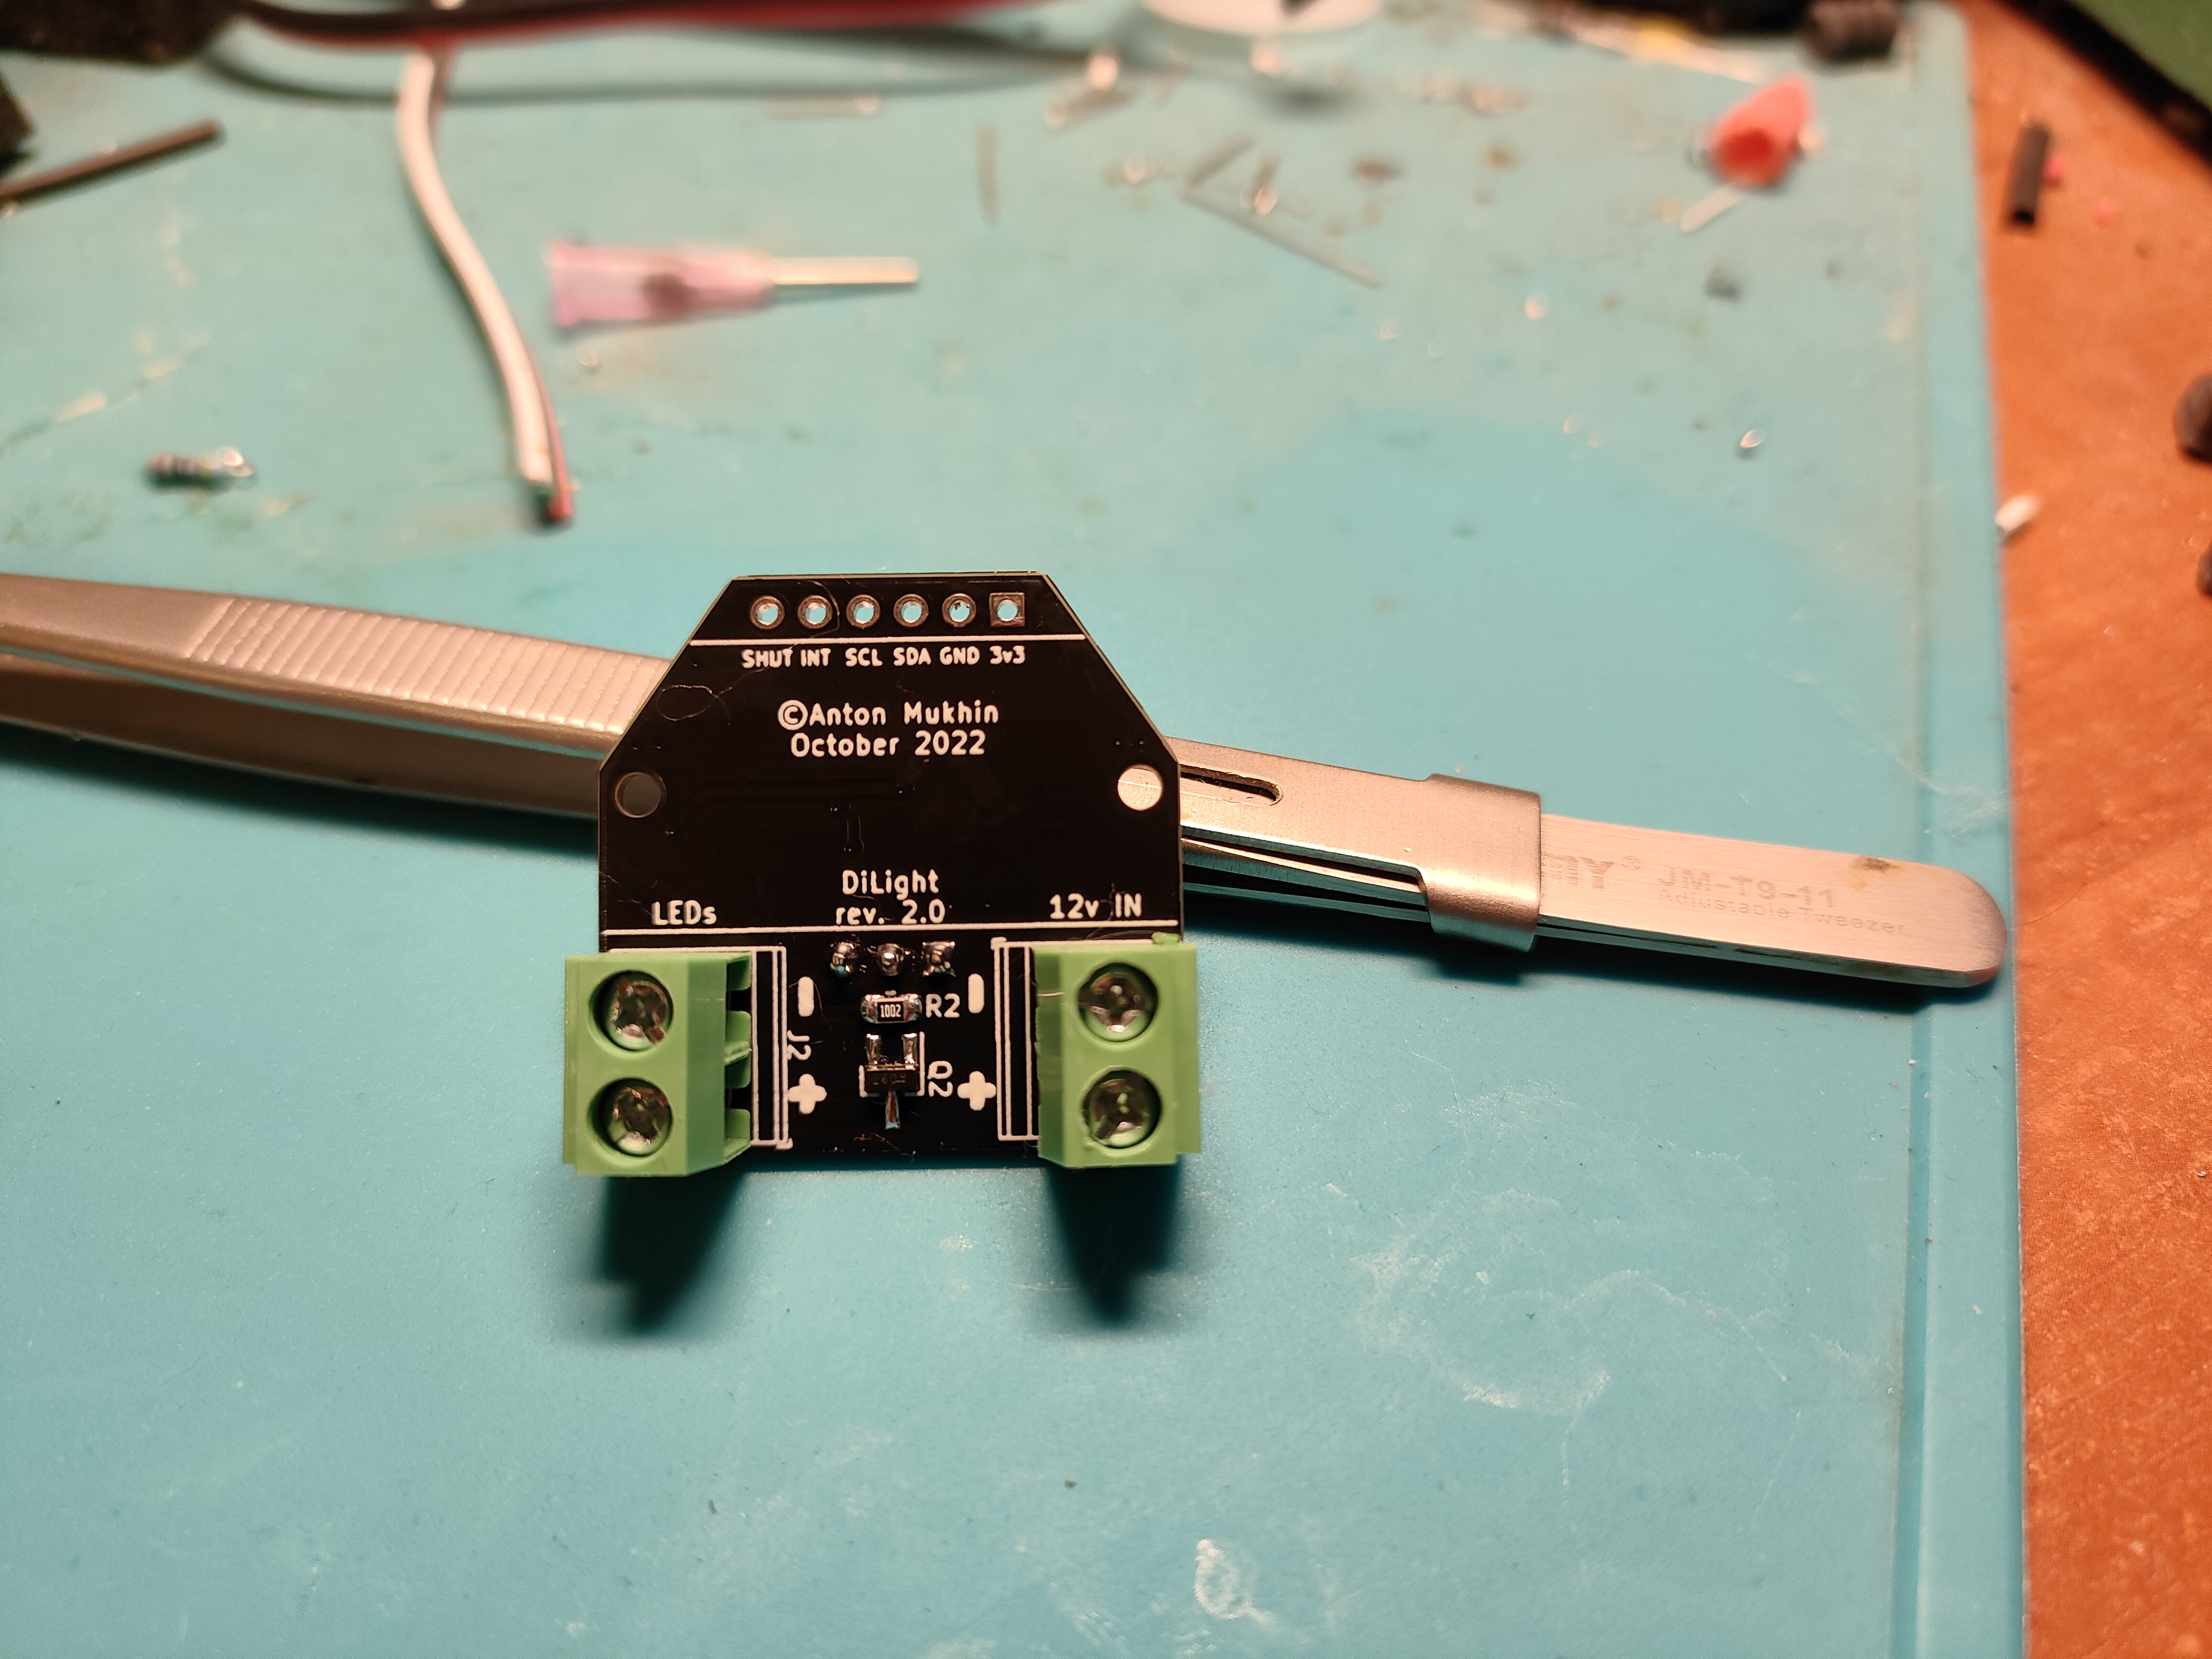 SHUT INT SCL SDA GND 3v3
©Anton Mukhin
October 2022
DiLight
rev. 2.0
LEDs
12v IN
R2
1002
J2
Q2
JM-T9-11
Adjustable Tweezer